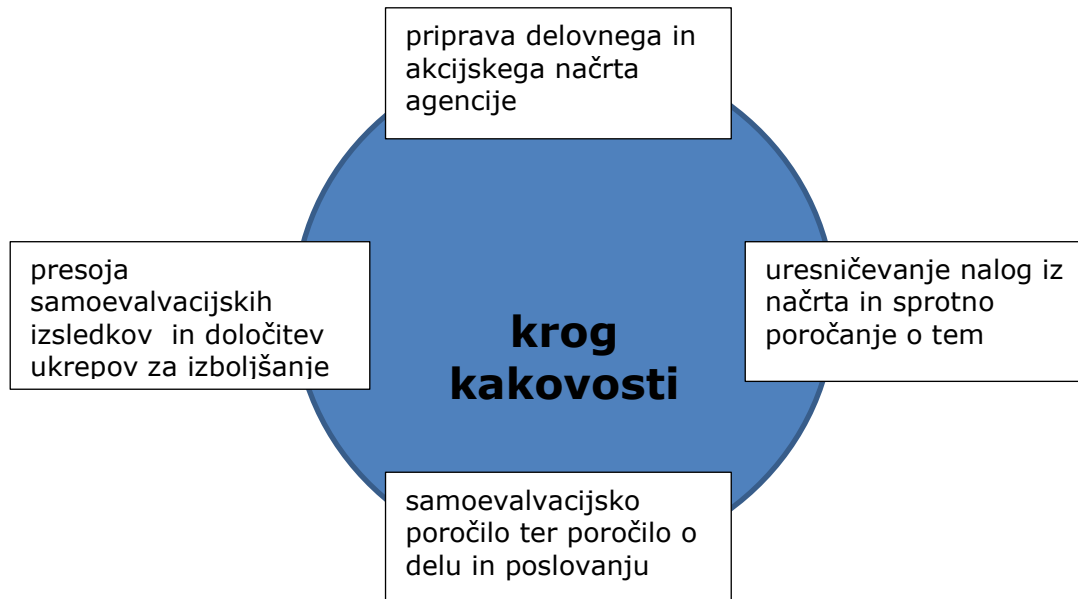 priprava delovnega in
akcijskega načrta
agencije
presoja
samoevalvacijskih
izsledkov in določitev
ukrepov za izboljšanje
krog
kakovosti
uresničevanje nalog iz
načrta in sprotno
poročanje o tem
samoevalvacijsko
poročilo ter poročilo o
delu in poslovanju